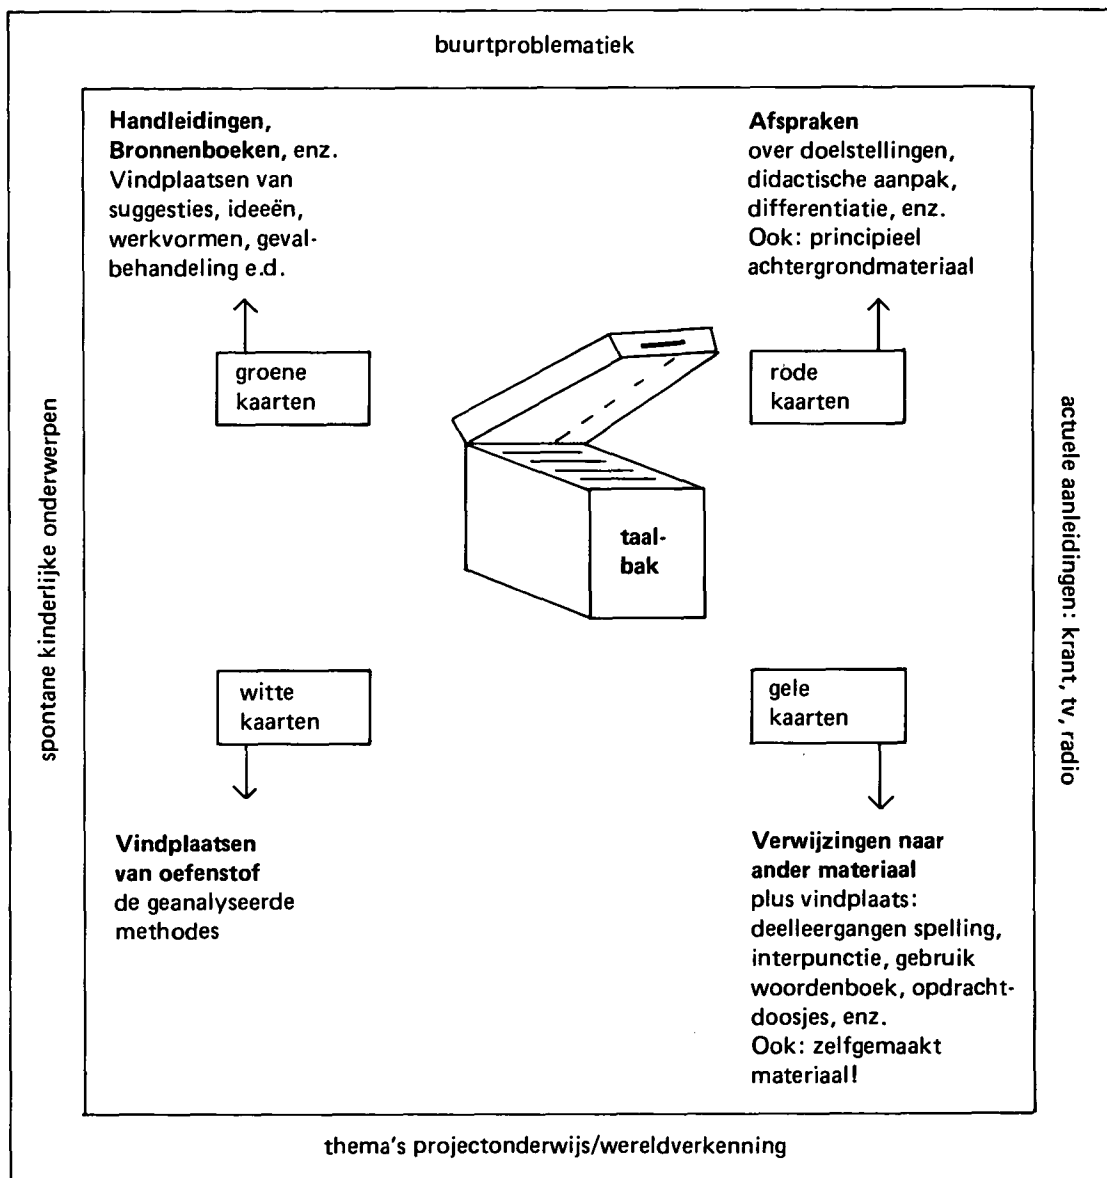 buurtproblematiek
Handleidingen,
Bronnenboeken, enz.
Vindplaatsen van
suggesties, ideeën,
werkvormen, geval-
behandeling e.d.
Afspraken
over doelstellingen,
didactische aanpak,
differentiatie, enz.
Ook: principieel
achtergrondmateriaal
groene
kaarten
rode
kaarten
spontane kinderlijke onderwerpen
taal-
bak
actuele aanleidingen: krant, tv, radio
witte
kaarten
gele
kaarten
Vindplaatsen
van oefenstof
de geanalyseerde
methodes
Verwijzingen naar
ander materiaal
plus vindplaats:
deelleergangen spelling,
interpunctie, gebruik
woordenboek, opdracht-
doosjes, enz.
Ook: zelfgemaakt
materiaal!
thema's projectonderwijs/wereldverkenning